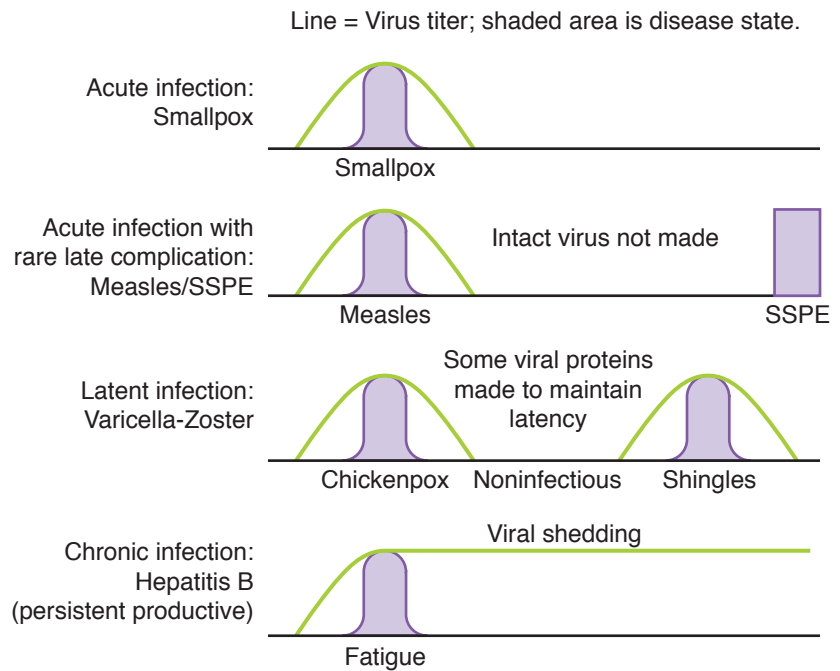 Line = Virus titer; shaded area is disease state.
Acute infection:
Smallpox
Smallpox
Acute infection with
rare late complication:
Measles/SSPE
Intact virus not made
Measles
SSPE
Latent infection:
Varicella-Zoster
Some viral proteins
made to maintain
latency
Chickenpox
Noninfectious
Shingles
Chronic infection:
Hepatitis B
(persistent productive)
Viral shedding
Fatigue